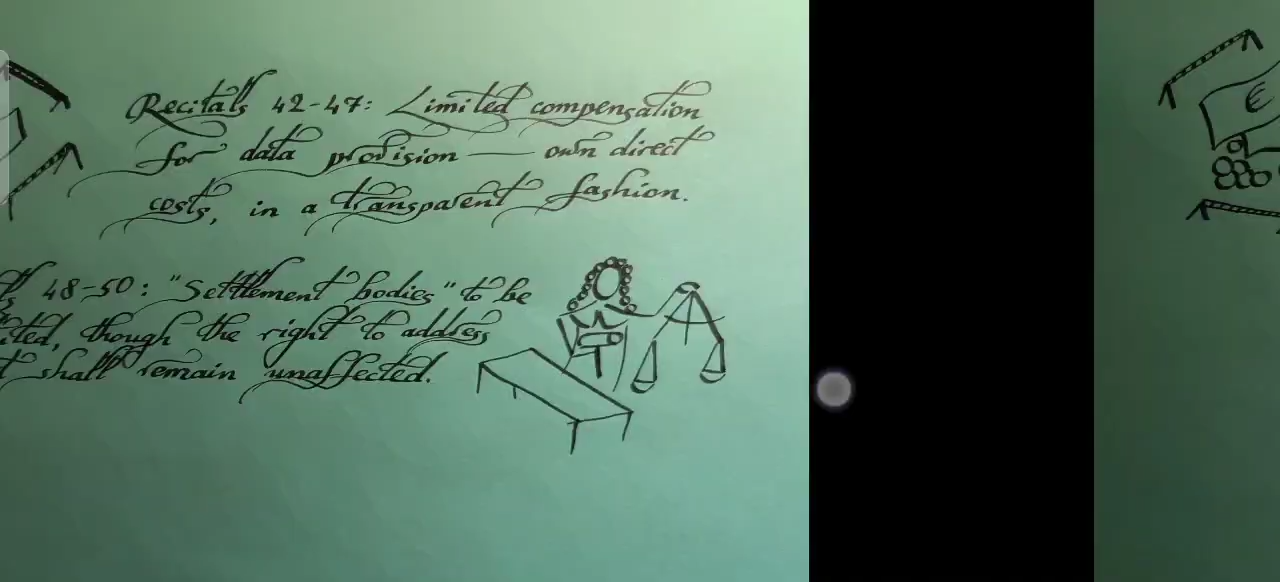 Recitals 42-47: Limited compensation
for data provision — own direct
costs, in a transparent fashion.
48-50: "Settlement bodies" to be
though the right to address
shall remain unaffected.
€